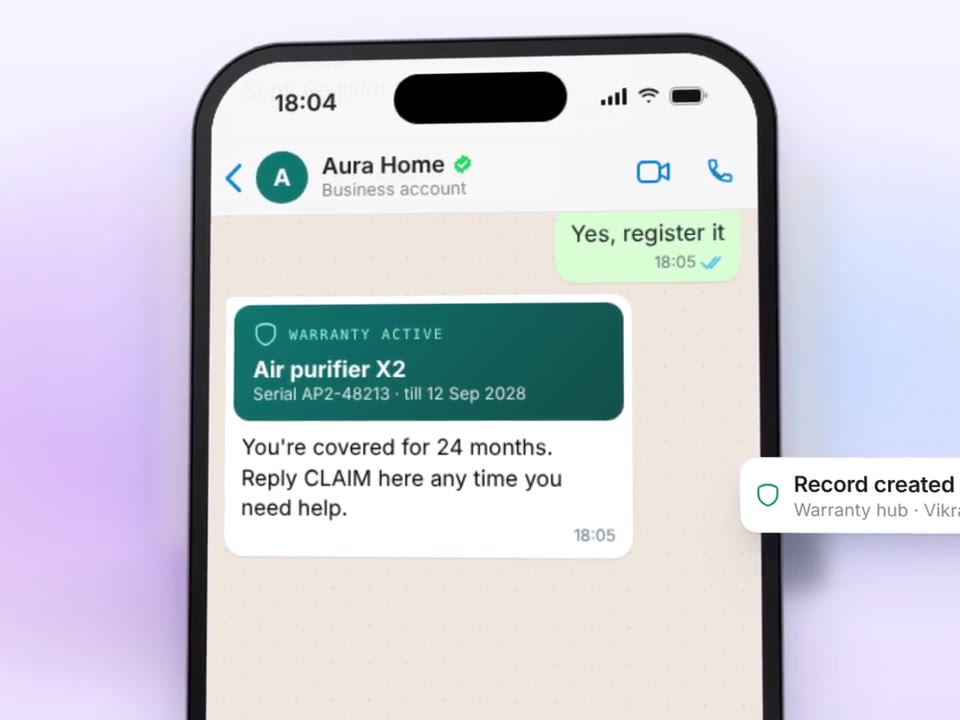 18:04
A
Aura Home
Business account
Yes, register it
18:05
WARRANTY ACTIVE
Air purifier X2
Serial AP2-48213 · till 12 Sep 2028
You're covered for 24 months.
Reply CLAIM here any time you
need help.
18:05
Record created
Warranty hub ·